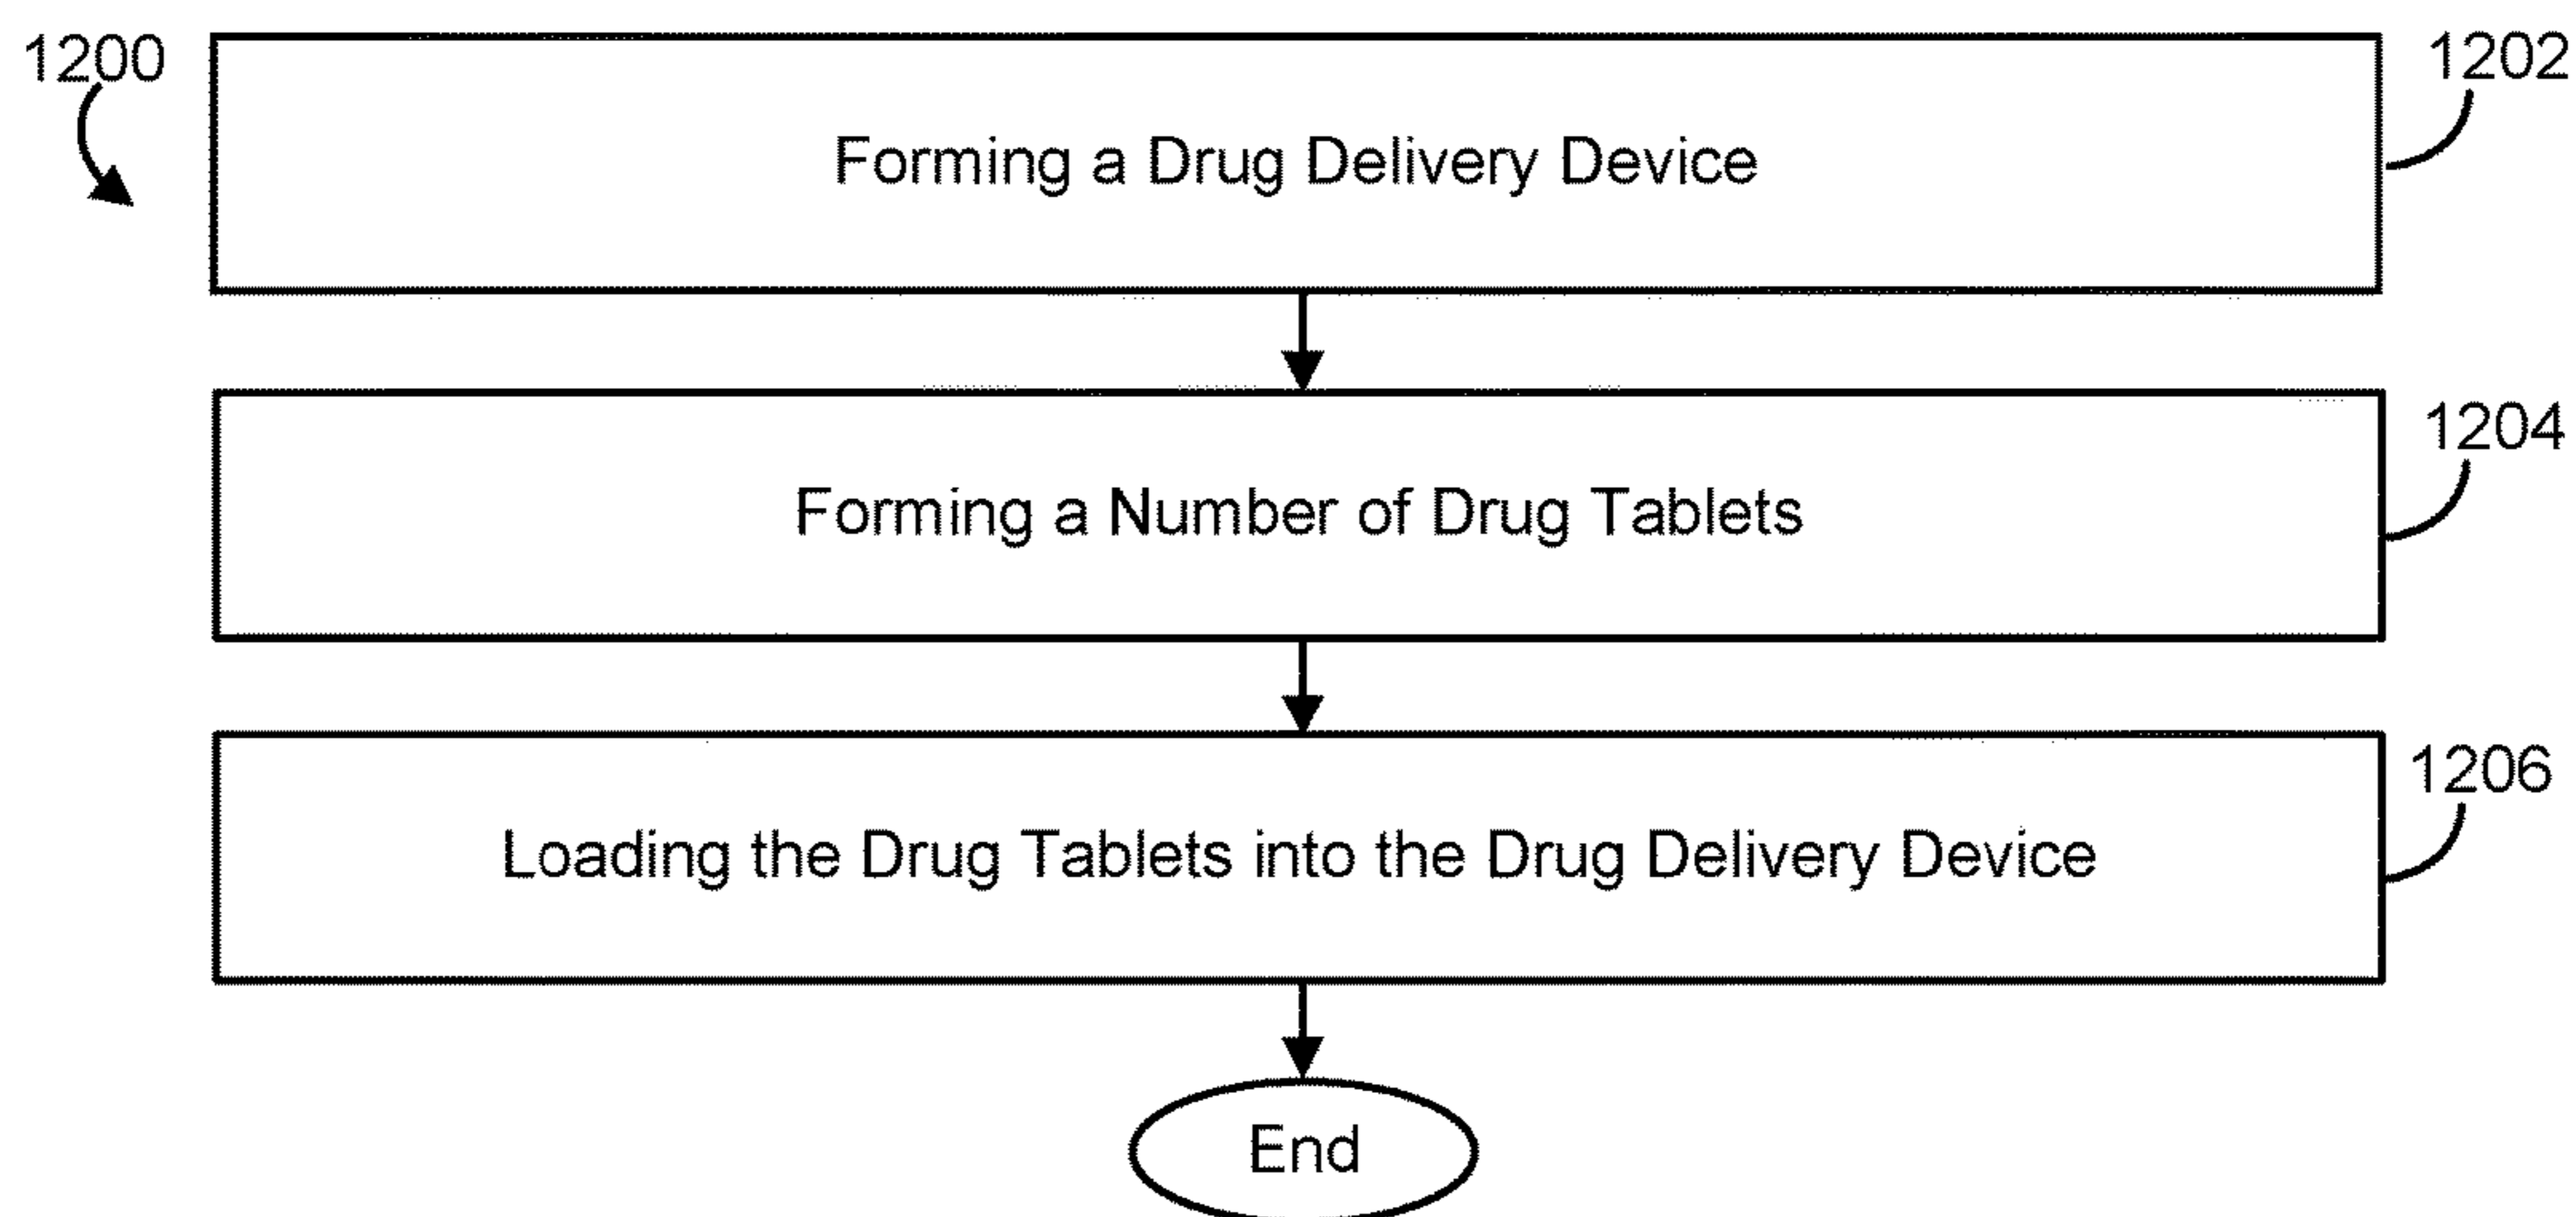 1200
1202
Forming a Drug Delivery Device
1204
Forming a Number of Drug Tablets
1206
Loading the Drug Tablets into the Drug Delivery Device
End